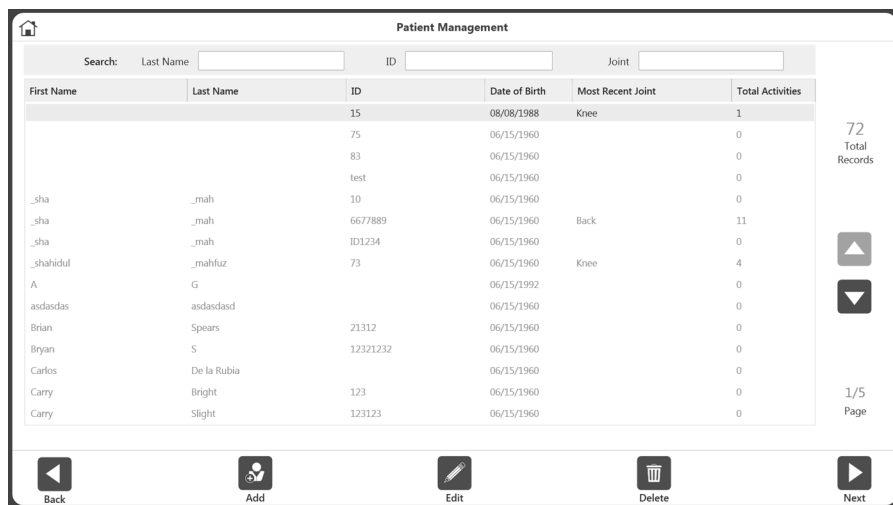 Patient Management
Search: Last Name ID Joint
First Name Last Name ID Date of Birth Most Recent Joint Total Activities
15 08/08/1988 Knee 1
75 06/15/1960 0
83 06/15/1960 0
test 06/15/1960 0
_sha _mah 10 06/15/1960 0
_sha _mah 6677889 06/15/1960 Back 11
_sha _mah ID1234 06/15/1960 0
_shahidul _mahfuz 73 06/15/1960 Knee 4
A G 06/15/1992 0
asdasdas asdasdasd 06/15/1960 0
Brian Spears 21312 06/15/1960 0
Bryan S 12321232 06/15/1960 0
Carlos De la Rubia 06/15/1960 0
Carry Bright 123 06/15/1960 0
Carry Slight 123123 06/15/1960 0
72
Total
Records
1/5
Page
Back Add Edit Delete Next